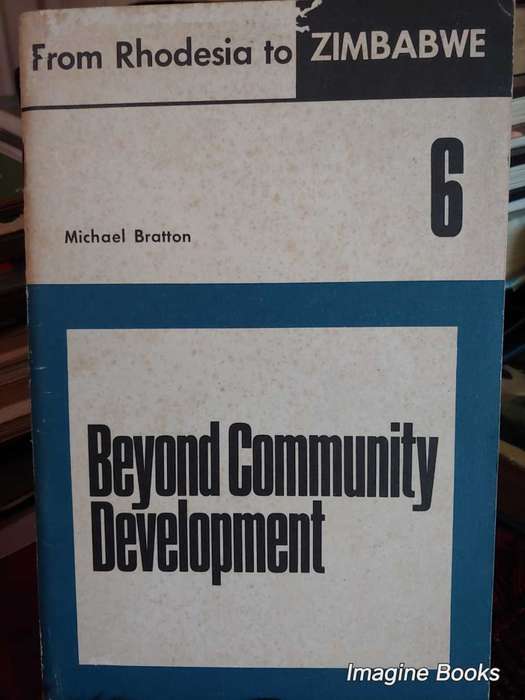 From Rhodesia to ZIMBABWE
6
Michael Bratton
Beyond Community
Development
Imagine Books